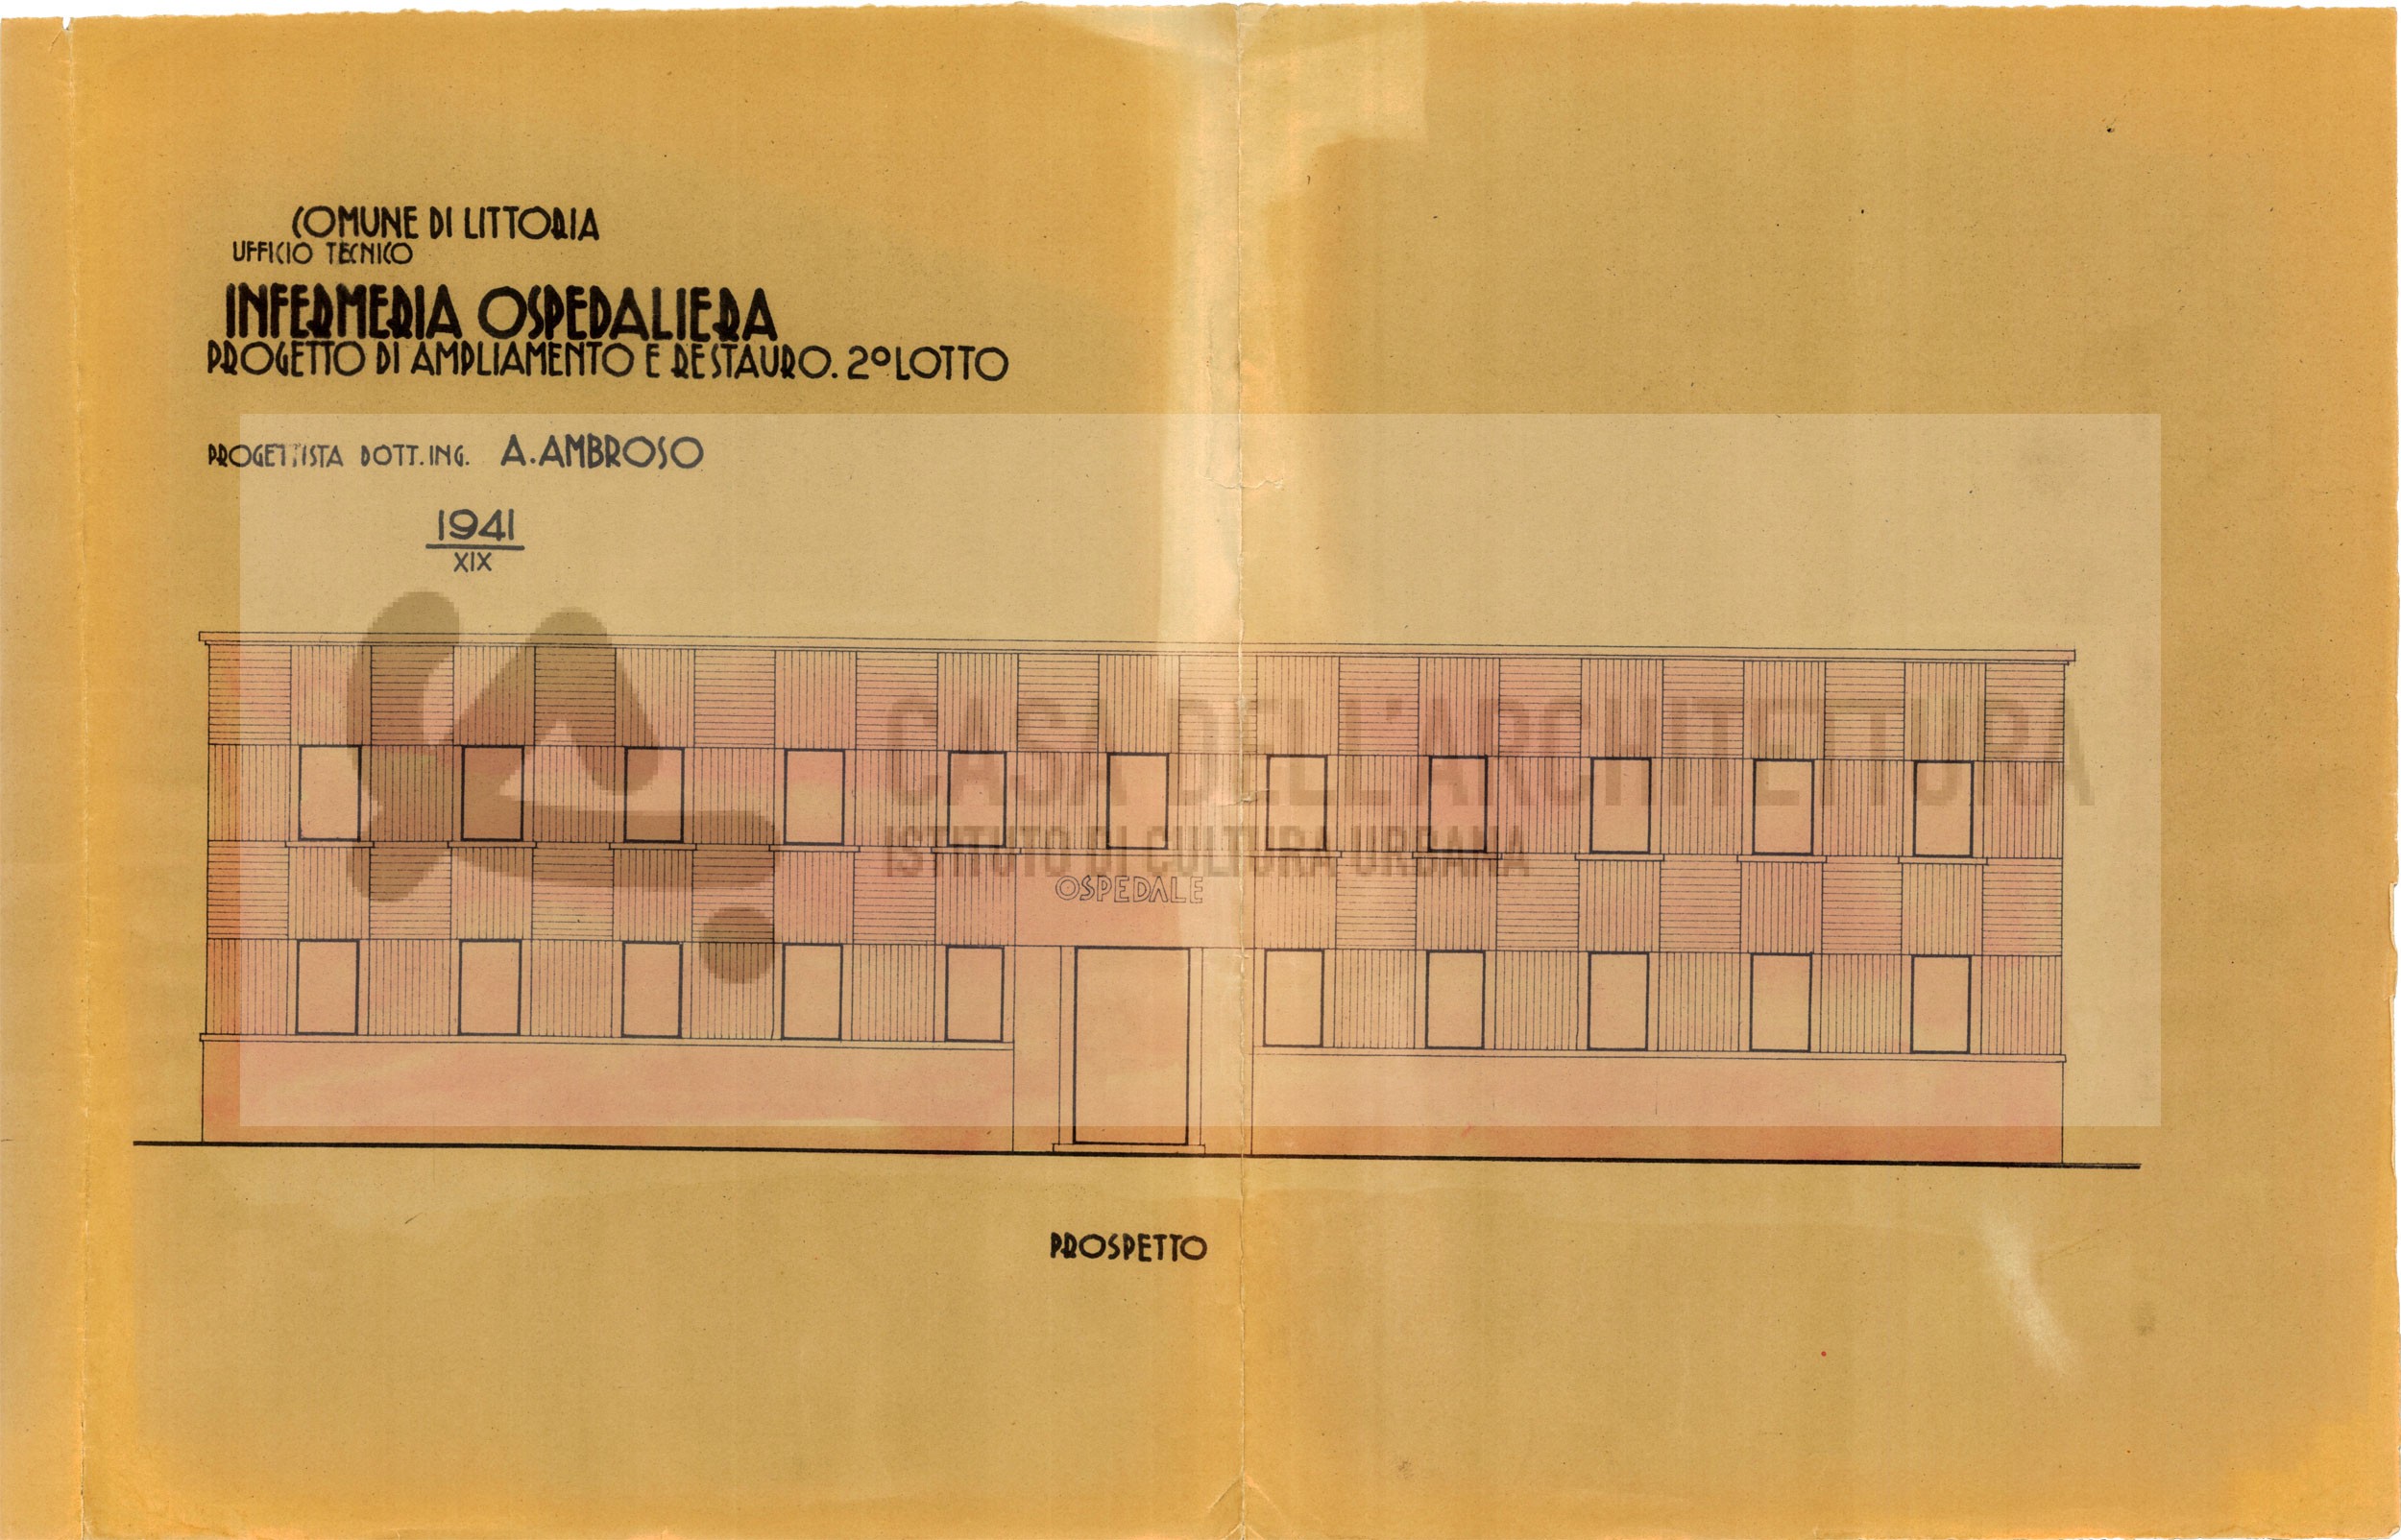 COMUNE DI LITTORIA
UFFICIO TECNICO
INFERMERIA OSPEDALIERA
PROGETTO DI AMPLIAMENTO E RESTAURO. 2º LOTTO
PROGETTISTA DOTT. ING. A. AMBROSO
1941
XIX
CASA DELL'ARCHITETTURA
ISTITUTO DI CULTURA URBANA
OSPEDALE
PROSPETTO